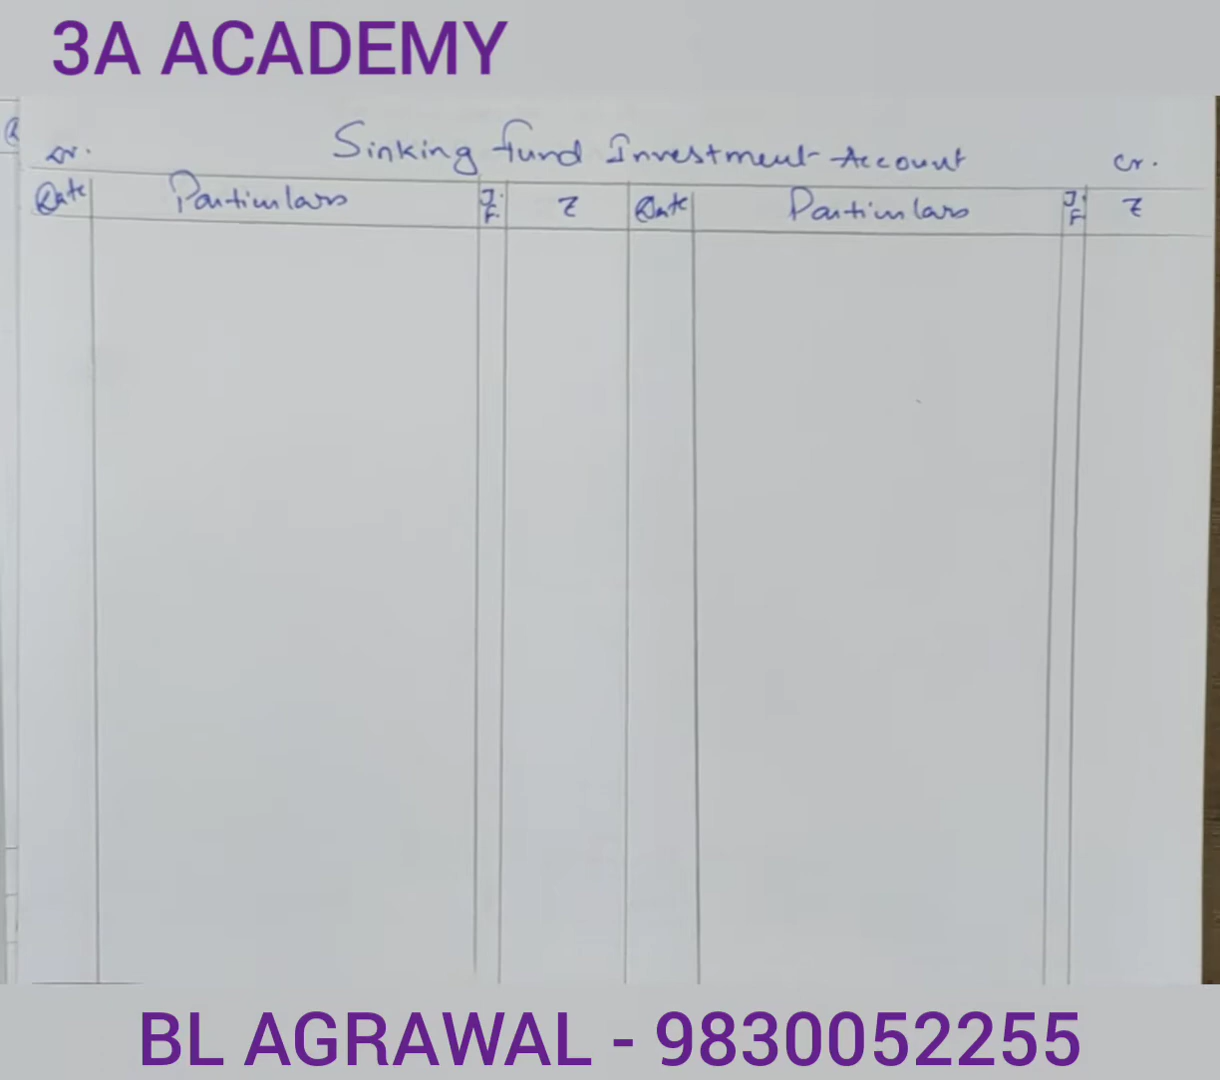 3A ACADEMY
Dr. Sinking Fund Investment Account Cr.
Date Particulars J.F. ₹ Date Particulars J.F. ₹
BL AGRAWAL - 9830052255